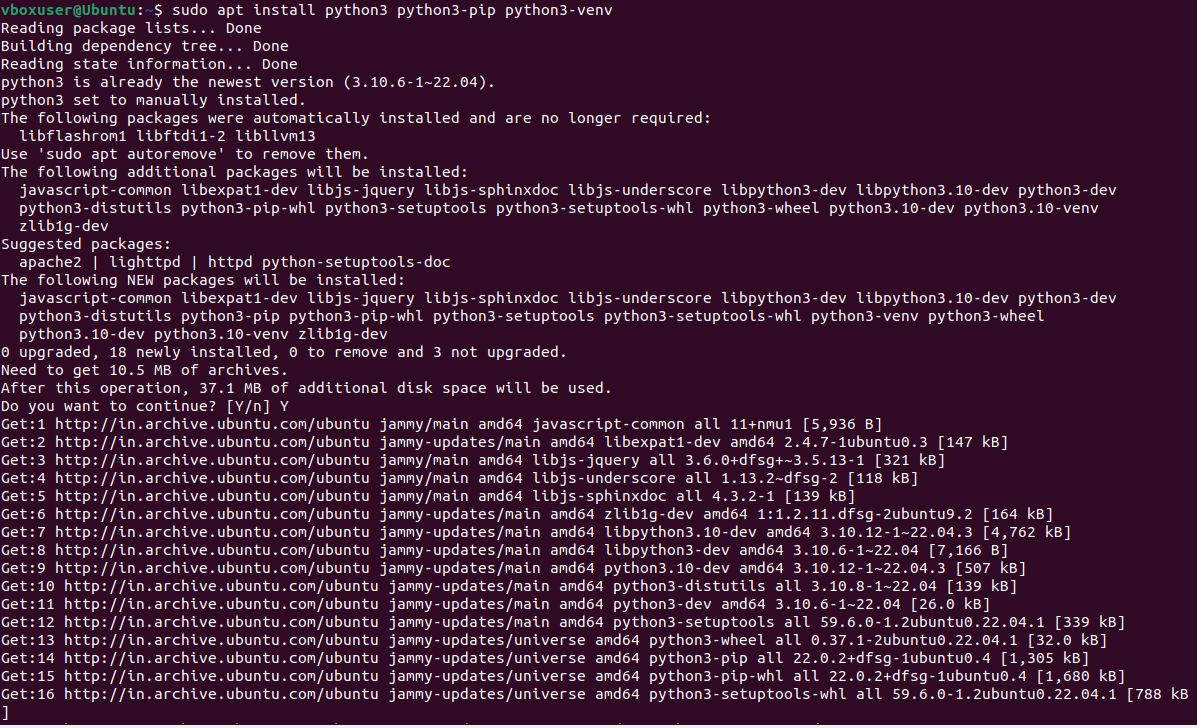 vboxuser@Ubuntu:~$ sudo apt install python3 python3-pip python3-venv
Reading package lists... Done
Building dependency tree... Done
Reading state information... Done
python3 is already the newest version (3.10.6-1~22.04).
python3 set to manually installed.
The following packages were automatically installed and are no longer required:
  libflashrom1 libftdi1-2 libllvm13
Use 'sudo apt autoremove' to remove them.
The following additional packages will be installed:
  javascript-common libexpat1-dev libjs-jquery libjs-sphinxdoc libjs-underscore libpython3-dev libpython3.10-dev python3-dev
  python3-distutils python3-pip-whl python3-setuptools python3-setuptools-whl python3-wheel python3.10-dev python3.10-venv
  zlib1g-dev
Suggested packages:
  apache2 | lighttpd | httpd python-setuptools-doc
The following NEW packages will be installed:
  javascript-common libexpat1-dev libjs-jquery libjs-sphinxdoc libjs-underscore libpython3-dev libpython3.10-dev python3-dev
  python3-distutils python3-pip python3-pip-whl python3-setuptools python3-setuptools-whl python3-venv python3-wheel
  python3.10-dev python3.10-venv zlib1g-dev
0 upgraded, 18 newly installed, 0 to remove and 3 not upgraded.
Need to get 10.5 MB of archives.
After this operation, 37.1 MB of additional disk space will be used.
Do you want to continue? [Y/n] Y
Get:1 http://in.archive.ubuntu.com/ubuntu jammy/main amd64 javascript-common all 11+nmu1 [5,936 B]
Get:2 http://in.archive.ubuntu.com/ubuntu jammy-updates/main amd64 libexpat1-dev amd64 2.4.7-1ubuntu0.3 [147 kB]
Get:3 http://in.archive.ubuntu.com/ubuntu jammy/main amd64 libjs-jquery all 3.6.0+dfsg+~3.5.13-1 [321 kB]
Get:4 http://in.archive.ubuntu.com/ubuntu jammy/main amd64 libjs-underscore all 1.13.2~dfsg-2 [118 kB]
Get:5 http://in.archive.ubuntu.com/ubuntu jammy/main amd64 libjs-sphinxdoc all 4.3.2-1 [139 kB]
Get:6 http://in.archive.ubuntu.com/ubuntu jammy-updates/main amd64 zlib1g-dev amd64 1:1.2.11.dfsg-2ubuntu9.2 [164 kB]
Get:7 http://in.archive.ubuntu.com/ubuntu jammy-updates/main amd64 libpython3.10-dev amd64 3.10.12-1~22.04.3 [4,762 kB]
Get:8 http://in.archive.ubuntu.com/ubuntu jammy-updates/main amd64 libpython3-dev amd64 3.10.6-1~22.04 [7,166 B]
Get:9 http://in.archive.ubuntu.com/ubuntu jammy-updates/main amd64 python3.10-dev amd64 3.10.12-1~22.04.3 [507 kB]
Get:10 http://in.archive.ubuntu.com/ubuntu jammy-updates/main amd64 python3-distutils all 3.10.8-1~22.04 [139 kB]
Get:11 http://in.archive.ubuntu.com/ubuntu jammy-updates/main amd64 python3-dev amd64 3.10.6-1~22.04 [26.0 kB]
Get:12 http://in.archive.ubuntu.com/ubuntu jammy-updates/main amd64 python3-setuptools all 59.6.0-1.2ubuntu0.22.04.1 [339 kB]
Get:13 http://in.archive.ubuntu.com/ubuntu jammy-updates/universe amd64 python3-wheel all 0.37.1-2ubuntu0.22.04.1 [32.0 kB]
Get:14 http://in.archive.ubuntu.com/ubuntu jammy-updates/universe amd64 python3-pip all 22.0.2+dfsg-1ubuntu0.4 [1,305 kB]
Get:15 http://in.archive.ubuntu.com/ubuntu jammy-updates/universe amd64 python3-pip-whl all 22.0.2+dfsg-1ubuntu0.4 [1,680 kB]
Get:16 http://in.archive.ubuntu.com/ubuntu jammy-updates/universe amd64 python3-setuptools-whl all 59.6.0-1.2ubuntu0.22.04.1 [788 kB
]